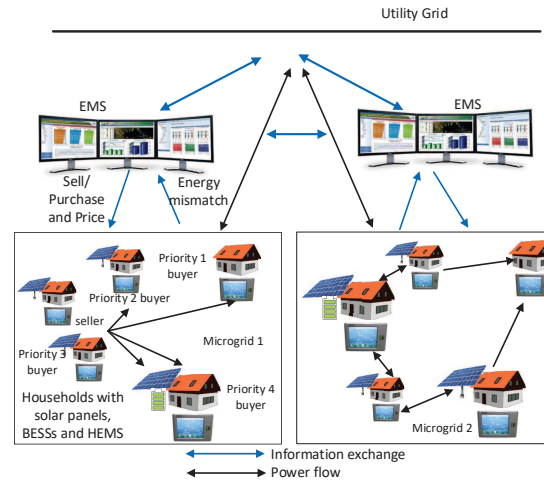 Utility Grid
EMS
EMS
Sell/
Purchase
and Price
Energy
mismatch
Priority 1
buyer
Priority 2 buyer
seller
Priority 3
buyer
Microgrid 1
Priority 4
buyer
Households with
solar panels,
BESSs and HEMS
Microgrid 2
Information exchange
Power flow